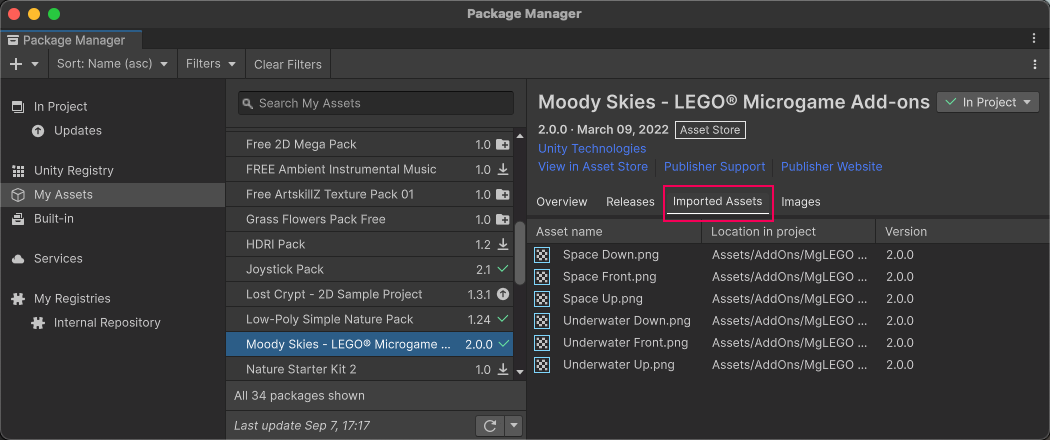 Package Manager
Package Manager
Sort: Name (asc)
Filters
Clear Filters
In Project
Updates
Unity Registry
My Assets
Built-in
Services
My Registries
Internal Repository
Search My Assets
Free 2D Mega Pack 1.0
FREE Ambient Instrumental Music 1.0
Free ArtskillZ Texture Pack 01 1.0
Grass Flowers Pack Free 1.0
HDRI Pack 1.2
Joystick Pack 2.1
Lost Crypt - 2D Sample Project 1.3.1
Low-Poly Simple Nature Pack 1.24
Moody Skies - LEGO® Microgame ... 2.0.0
Nature Starter Kit 2 1.0
All 34 packages shown
Last update Sep 7, 17:17
Moody Skies - LEGO® Microgame Add-ons
In Project
2.0.0 · March 09, 2022 Asset Store
Unity Technologies
View in Asset Store Publisher Support Publisher Website
Overview Releases Imported Assets Images
Asset name Location in project Version
Space Down.png Assets/AddOns/MgLEGO ... 2.0.0
Space Front.png Assets/AddOns/MgLEGO ... 2.0.0
Space Up.png Assets/AddOns/MgLEGO ... 2.0.0
Underwater Down.png Assets/AddOns/MgLEGO ... 2.0.0
Underwater Front.png Assets/AddOns/MgLEGO ... 2.0.0
Underwater Up.png Assets/AddOns/MgLEGO ... 2.0.0